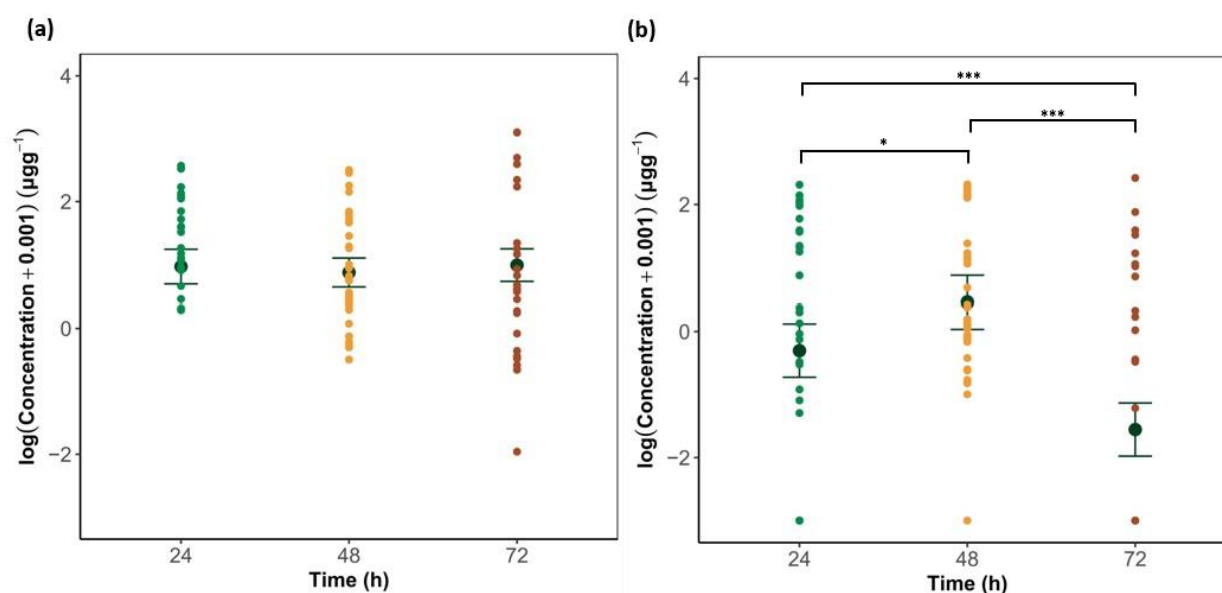 (a)
log(Concentration + 0.001) (µgg⁻¹)
4
2
0
−2
24
48
72
Time (h)
(b)
log(Concentration + 0.001) (µgg⁻¹)
4
2
0
−2
***
***
*
24
48
72
Time (h)